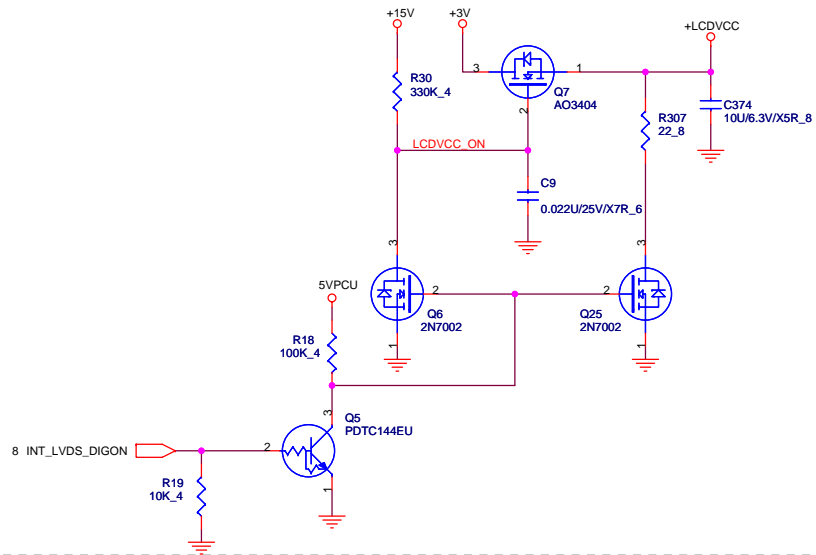 +15V
+3V
+LCDVCC
R30
330K_4
3
1
Q7
AO3404
2
R307
22_8
C374
10U/6.3V/X5R_8
LCDVCC_ON
C9
0.022U/25V/X7R_6
3
3
5VPCU
2
2
Q6
2N7002
Q25
2N7002
1
1
R18
100K_4
3
Q5
PDTC144EU
8 INT_LVDS_DIGON
2
R19
10K_4
1